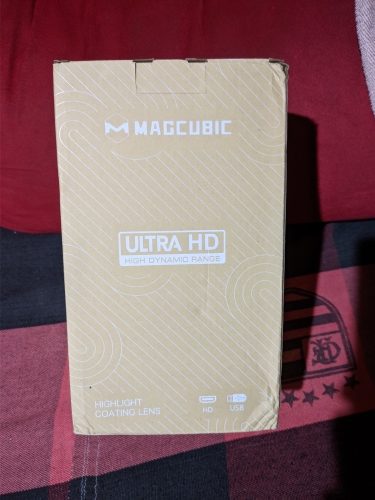 MAGCUBIC
ULTRA HD
HIGH DYNAMIC RANGE
HIGHLIGHT
COATING LENS
HD
USB